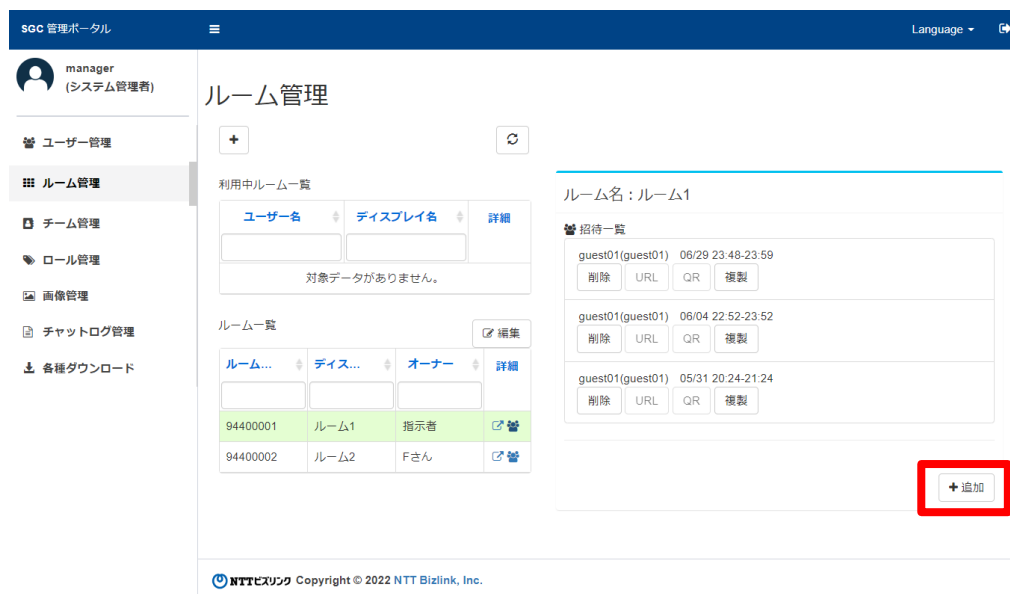 SGC 管理ポータル
Language
manager
(システム管理者)
ユーザー管理
ルーム管理
チーム管理
ロール管理
画像管理
チャットログ管理
各種ダウンロード
ルーム管理
利用中ルーム一覧
ユーザー名 ディスプレイ名 詳細
対象データがありません。
ルーム一覧
編集
ルーム... ディス... オーナー 詳細
94400001 ルーム1 指示者
94400002 ルーム2 Fさん
ルーム名 : ルーム1
招待一覧
guest01(guest01) 06/29 23:48-23:59
削除 URL QR 複製
guest01(guest01) 06/04 22:52-23:52
削除 URL QR 複製
guest01(guest01) 05/31 20:24-21:24
削除 URL QR 複製
追加
NTTビズリンク Copyright © 2022 NTT Bizlink, Inc.